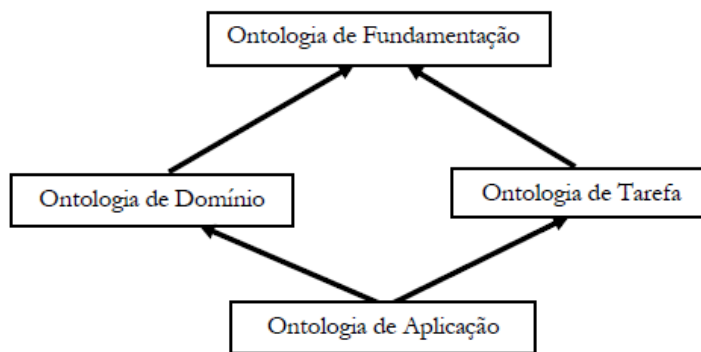 Ontologia de Fundamentação
Ontologia de Domínio
Ontologia de Tarefa
Ontologia de Aplicação